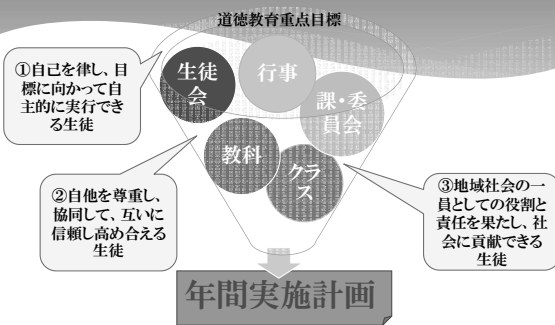 道徳教育重点目標
①自己を律し、目
標に向かって自
主的に実行でき
る生徒
生徒
会
行事
課・委
員会
教科
クラ
ス
②自他を尊重し、
協同して、互いに
信頼し高め合える
生徒
③地域社会の一
員としての役割と
責任を果たし、社
会に貢献できる
生徒
年間実施計画